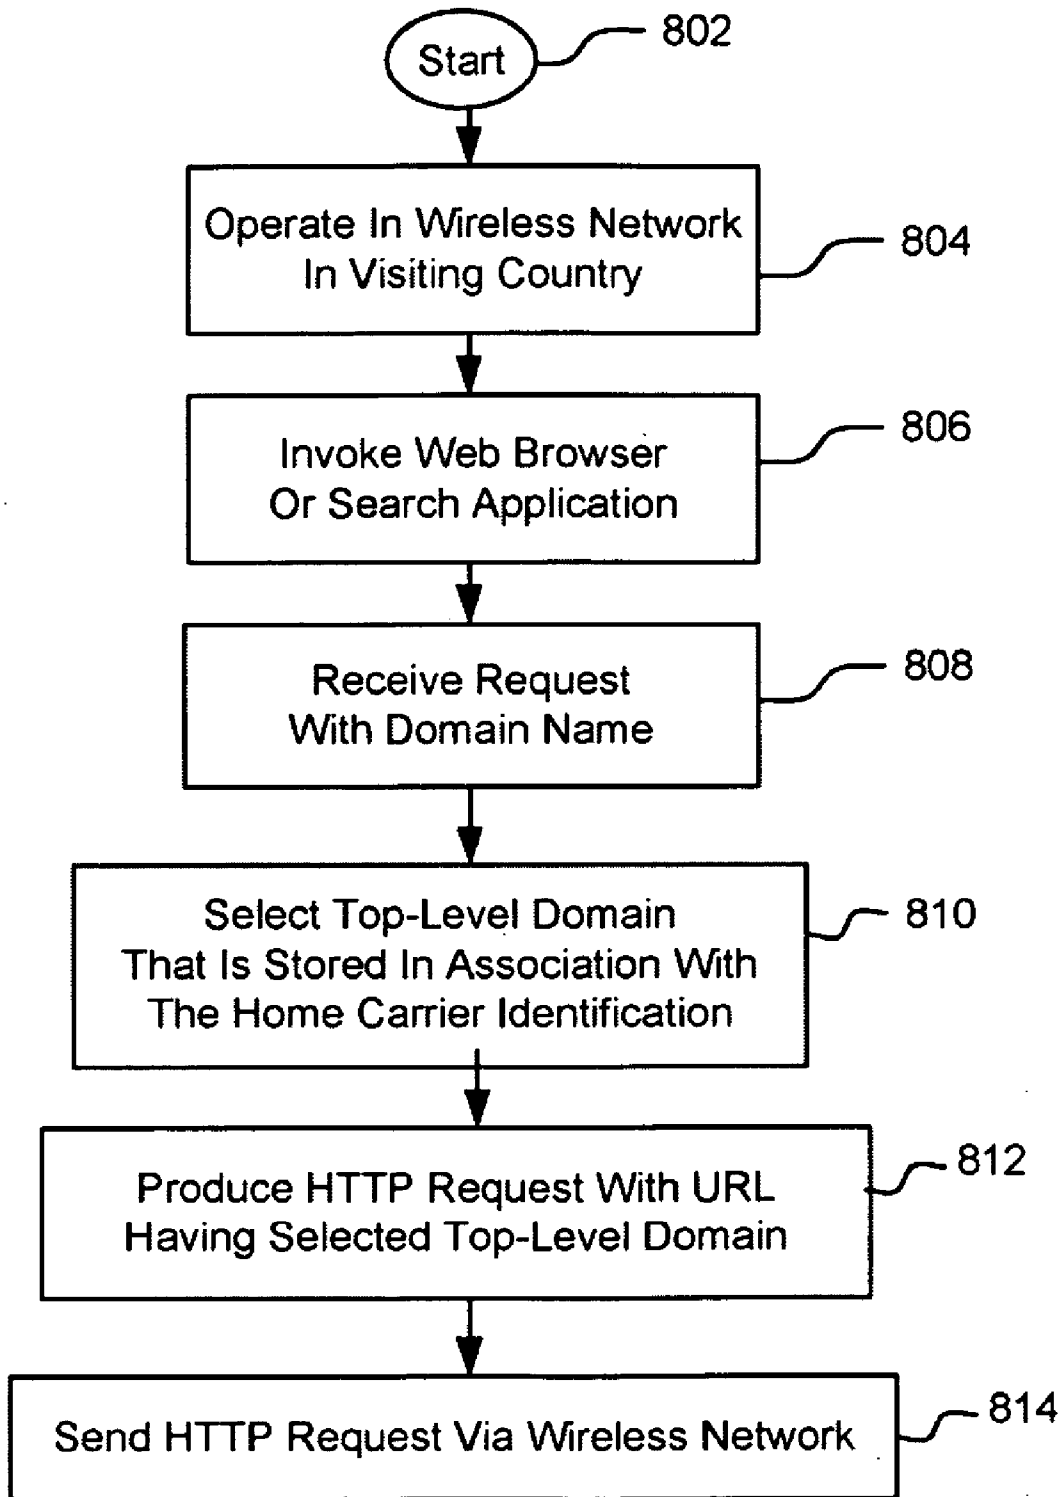 Start
802
Operate In Wireless Network
In Visiting Country
804
Invoke Web Browser
Or Search Application
806
Receive Request
With Domain Name
808
Select Top-Level Domain
That Is Stored In Association With
The Home Carrier Identification
810
Produce HTTP Request With URL
Having Selected Top-Level Domain
812
Send HTTP Request Via Wireless Network
814